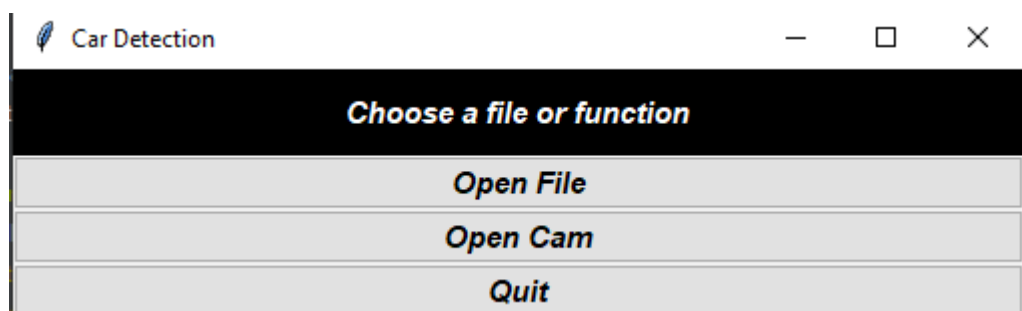 Car Detection
Choose a file or function
Open File
Open Cam
Quit